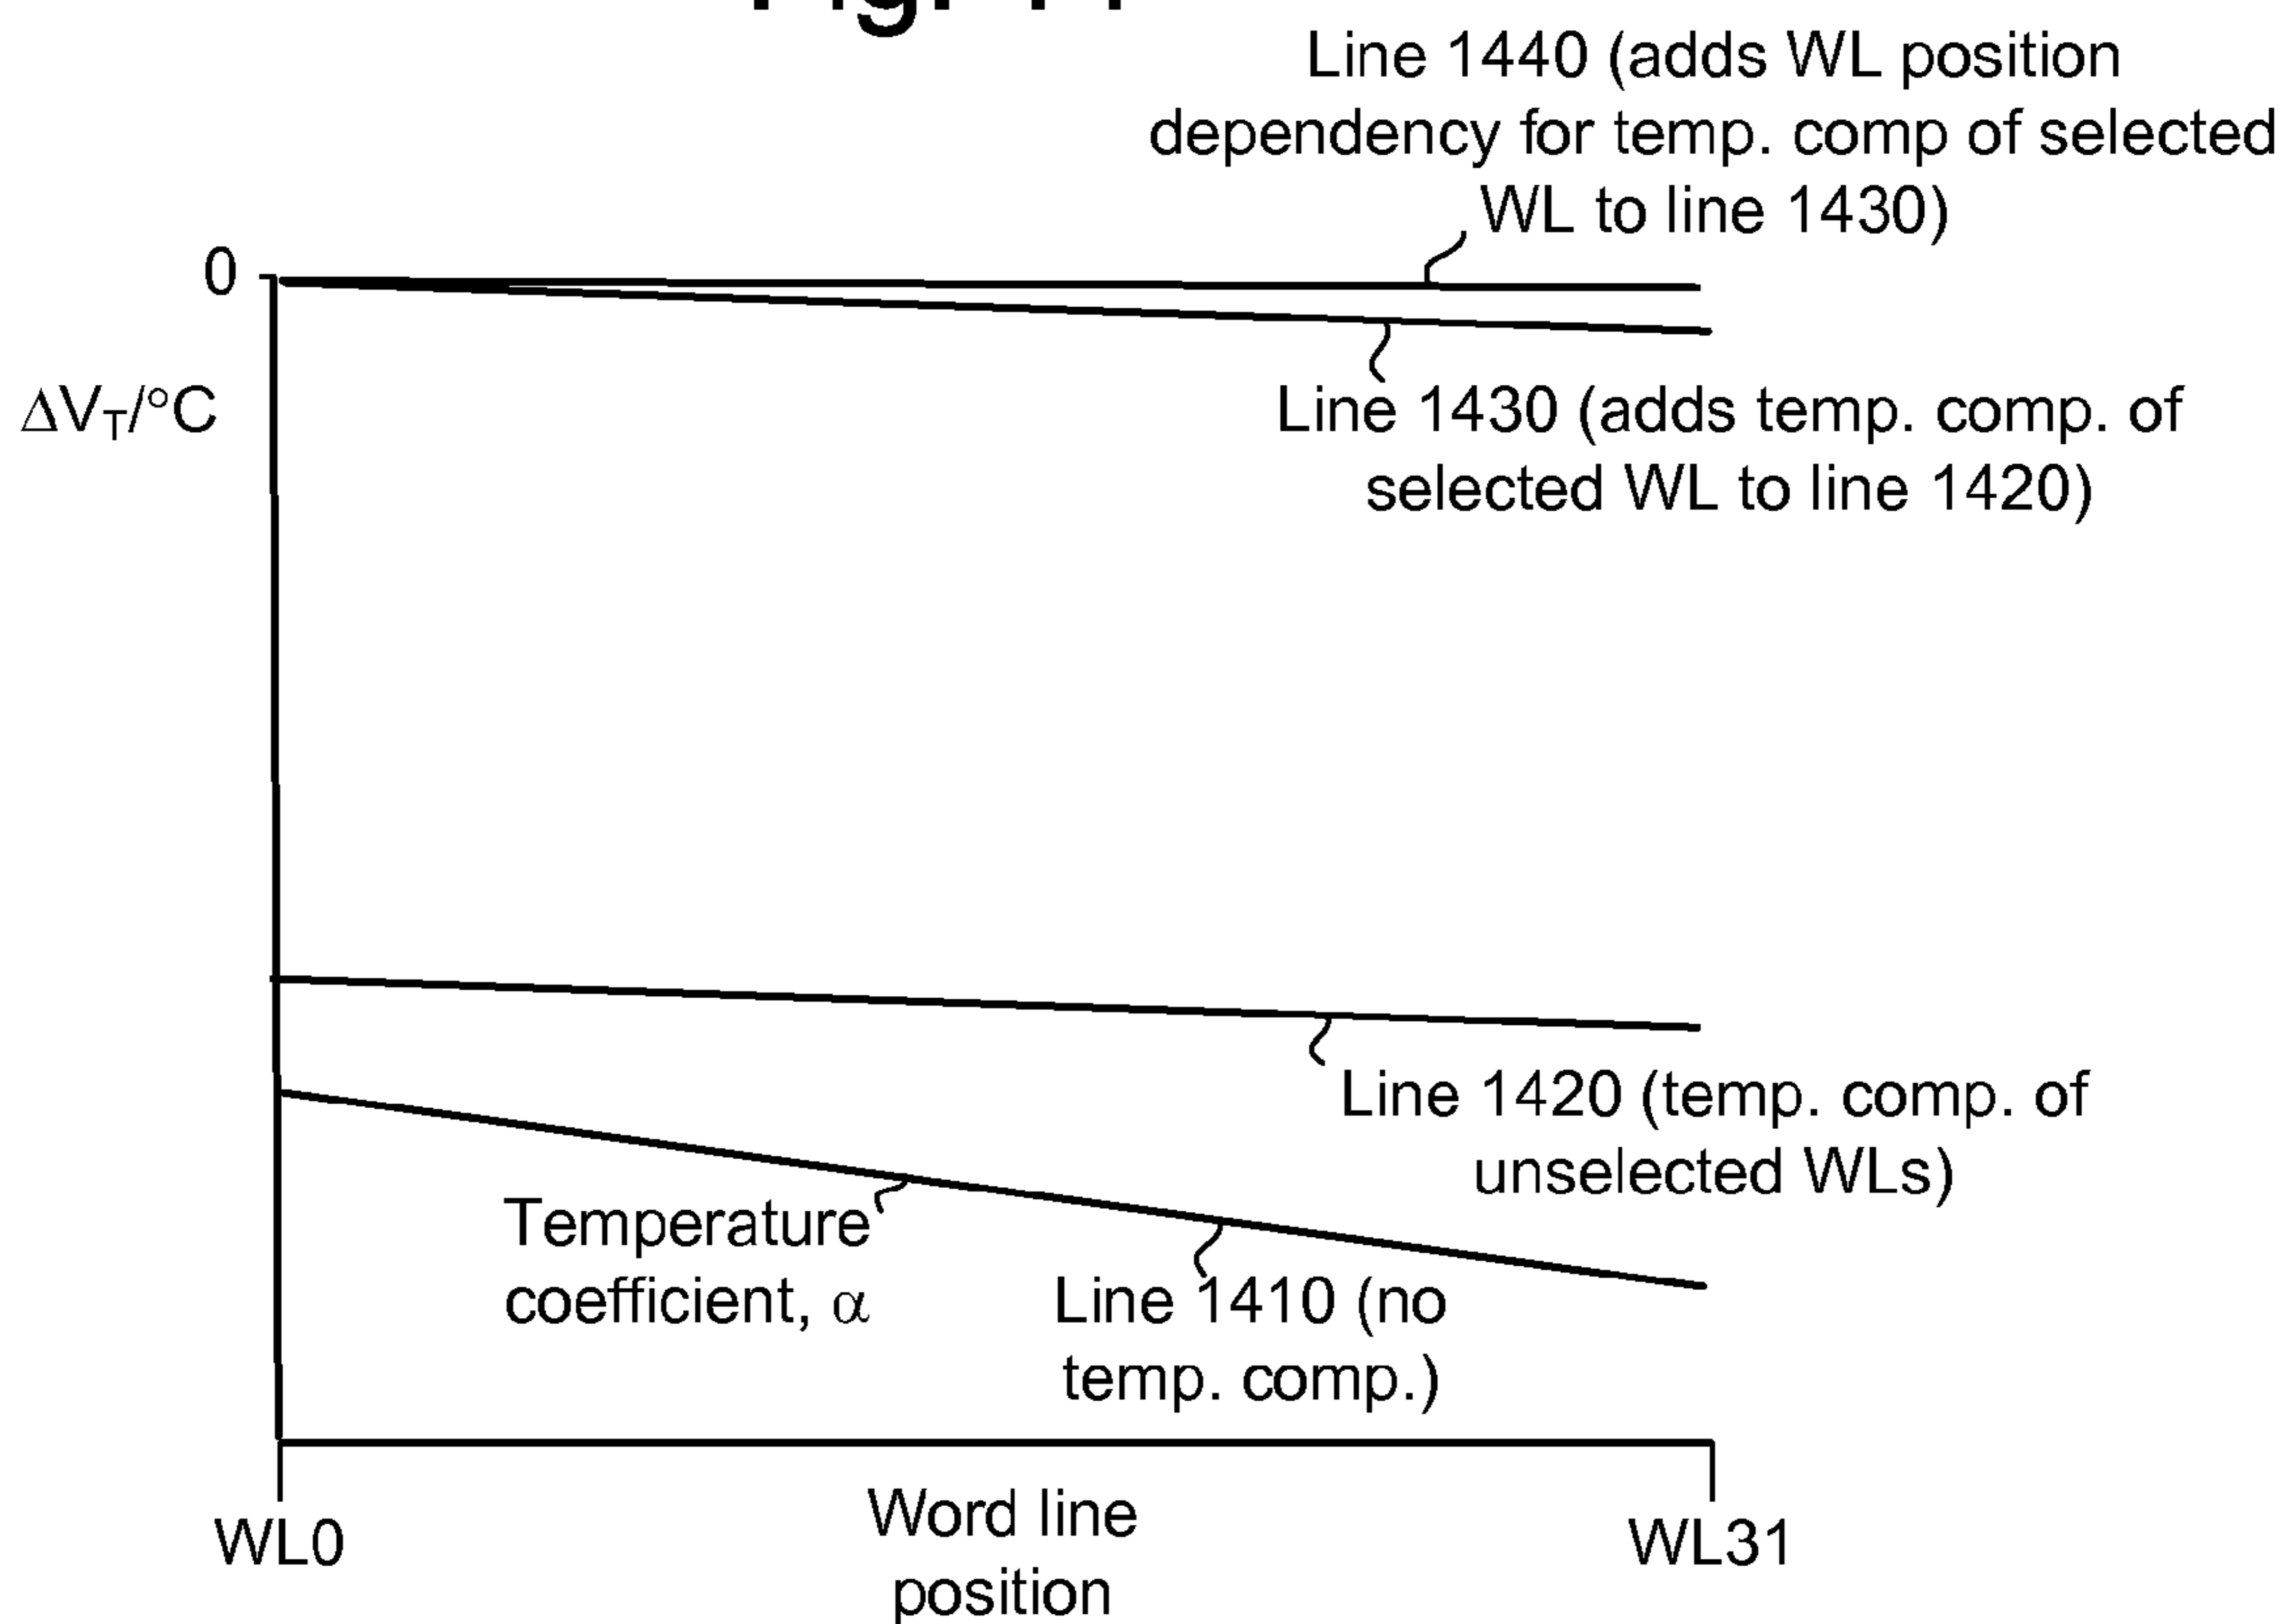 Line 1440 (adds WL position
dependency for temp. comp of selected
WL to line 1430)
0
ΔVT/°C
Line 1430 (adds temp. comp. of
selected WL to line 1420)
Line 1420 (temp. comp. of
unselected WLs)
Temperature
coefficient, α
Line 1410 (no
temp. comp.)
WL0
Word line
position
WL31